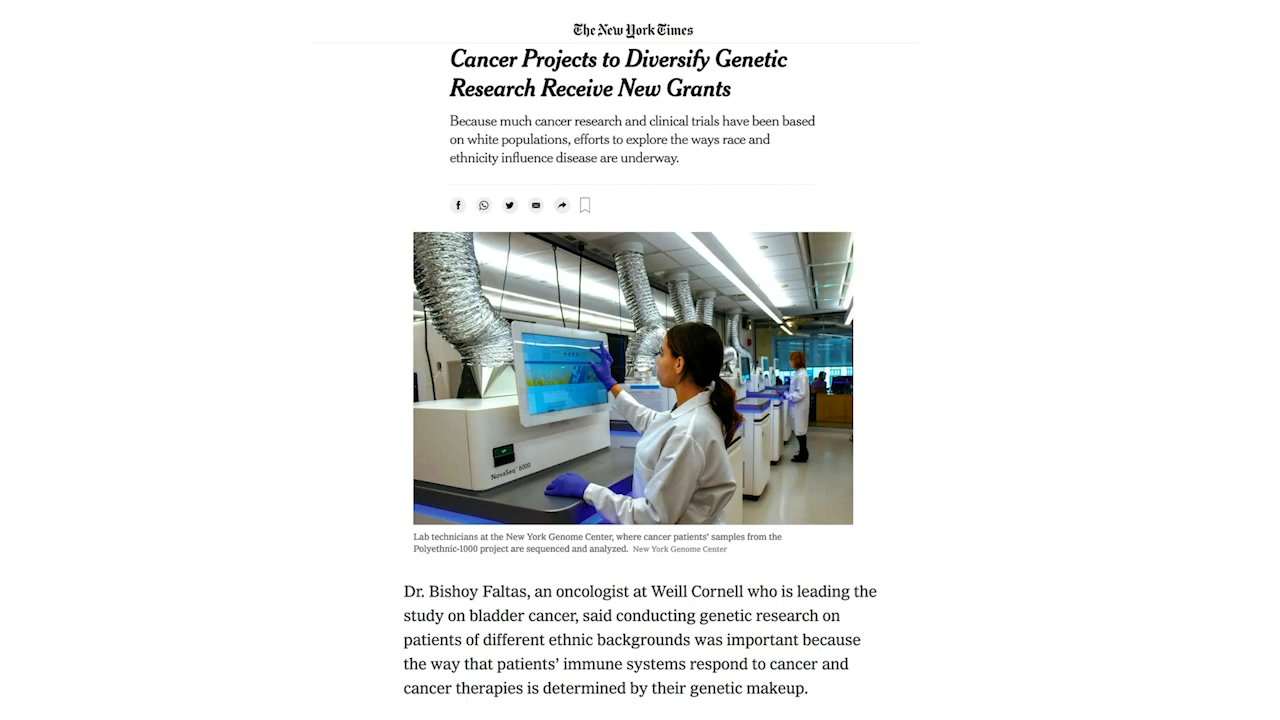 The New York Times
Cancer Projects to Diversify Genetic
Research Receive New Grants
Because much cancer research and clinical trials have been based
on white populations, efforts to explore the ways race and
ethnicity influence disease are underway.
NovaSeq 6000
Lab technicians at the New York Genome Center, where cancer patients’ samples from the
Polyethnic-1000 project are sequenced and analyzed. New York Genome Center
Dr. Bishoy Faltas, an oncologist at Weill Cornell who is leading the
study on bladder cancer, said conducting genetic research on
patients of different ethnic backgrounds was important because
the way that patients’ immune systems respond to cancer and
cancer therapies is determined by their genetic makeup.